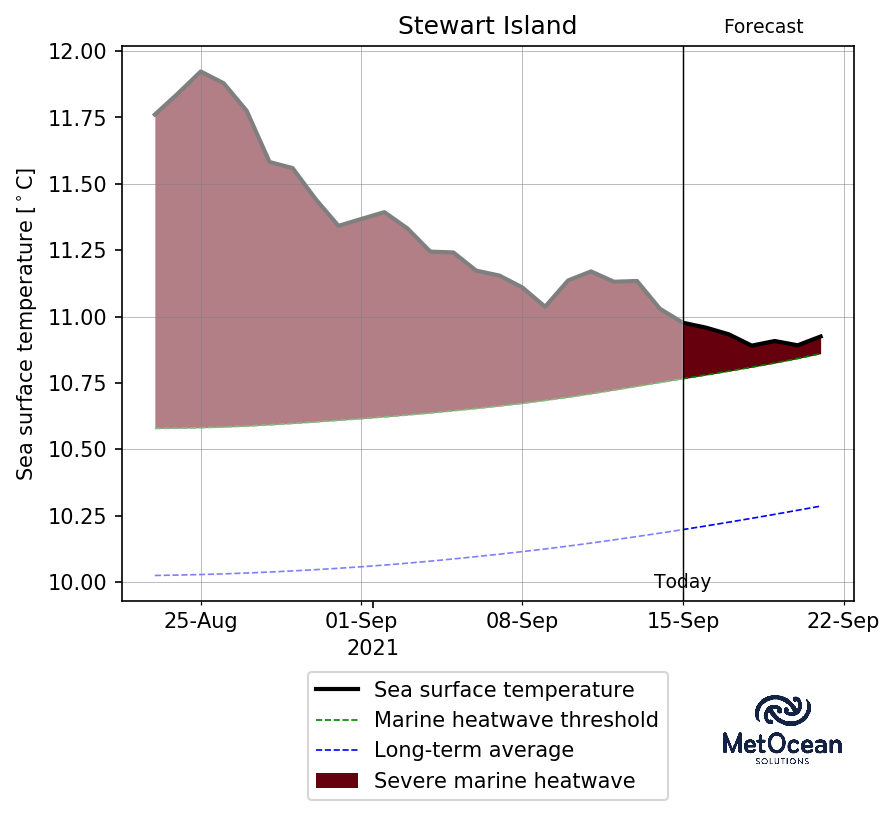 Stewart Island
Forecast
12.00
11.75
11.50
11.25
11.00
10.75
10.50
10.25
10.00
Sea surface temperature [°C]
Today
25-Aug
01-Sep
08-Sep
15-Sep
22-Sep
2021
Sea surface temperature
Marine heatwave threshold
Long-term average
Severe marine heatwave
MetOcean
SOLUTIONS